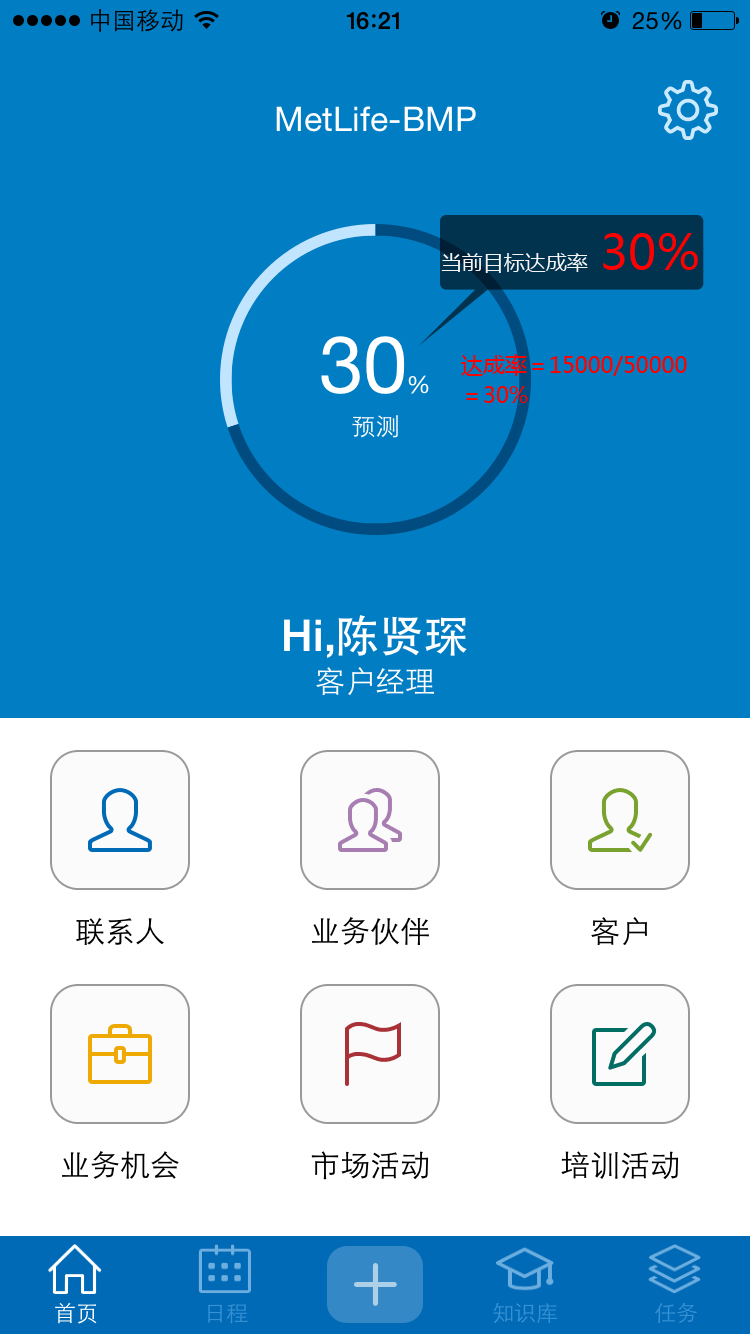 中国移动 16:21 25%
MetLife-BMP
当前目标达成率 30%
30%
达成率＝15000/50000
＝30%
预测
Hi,陈贤琛
客户经理
联系人 业务伙伴 客户
业务机会 市场活动 培训活动
首页 日程 知识库 任务